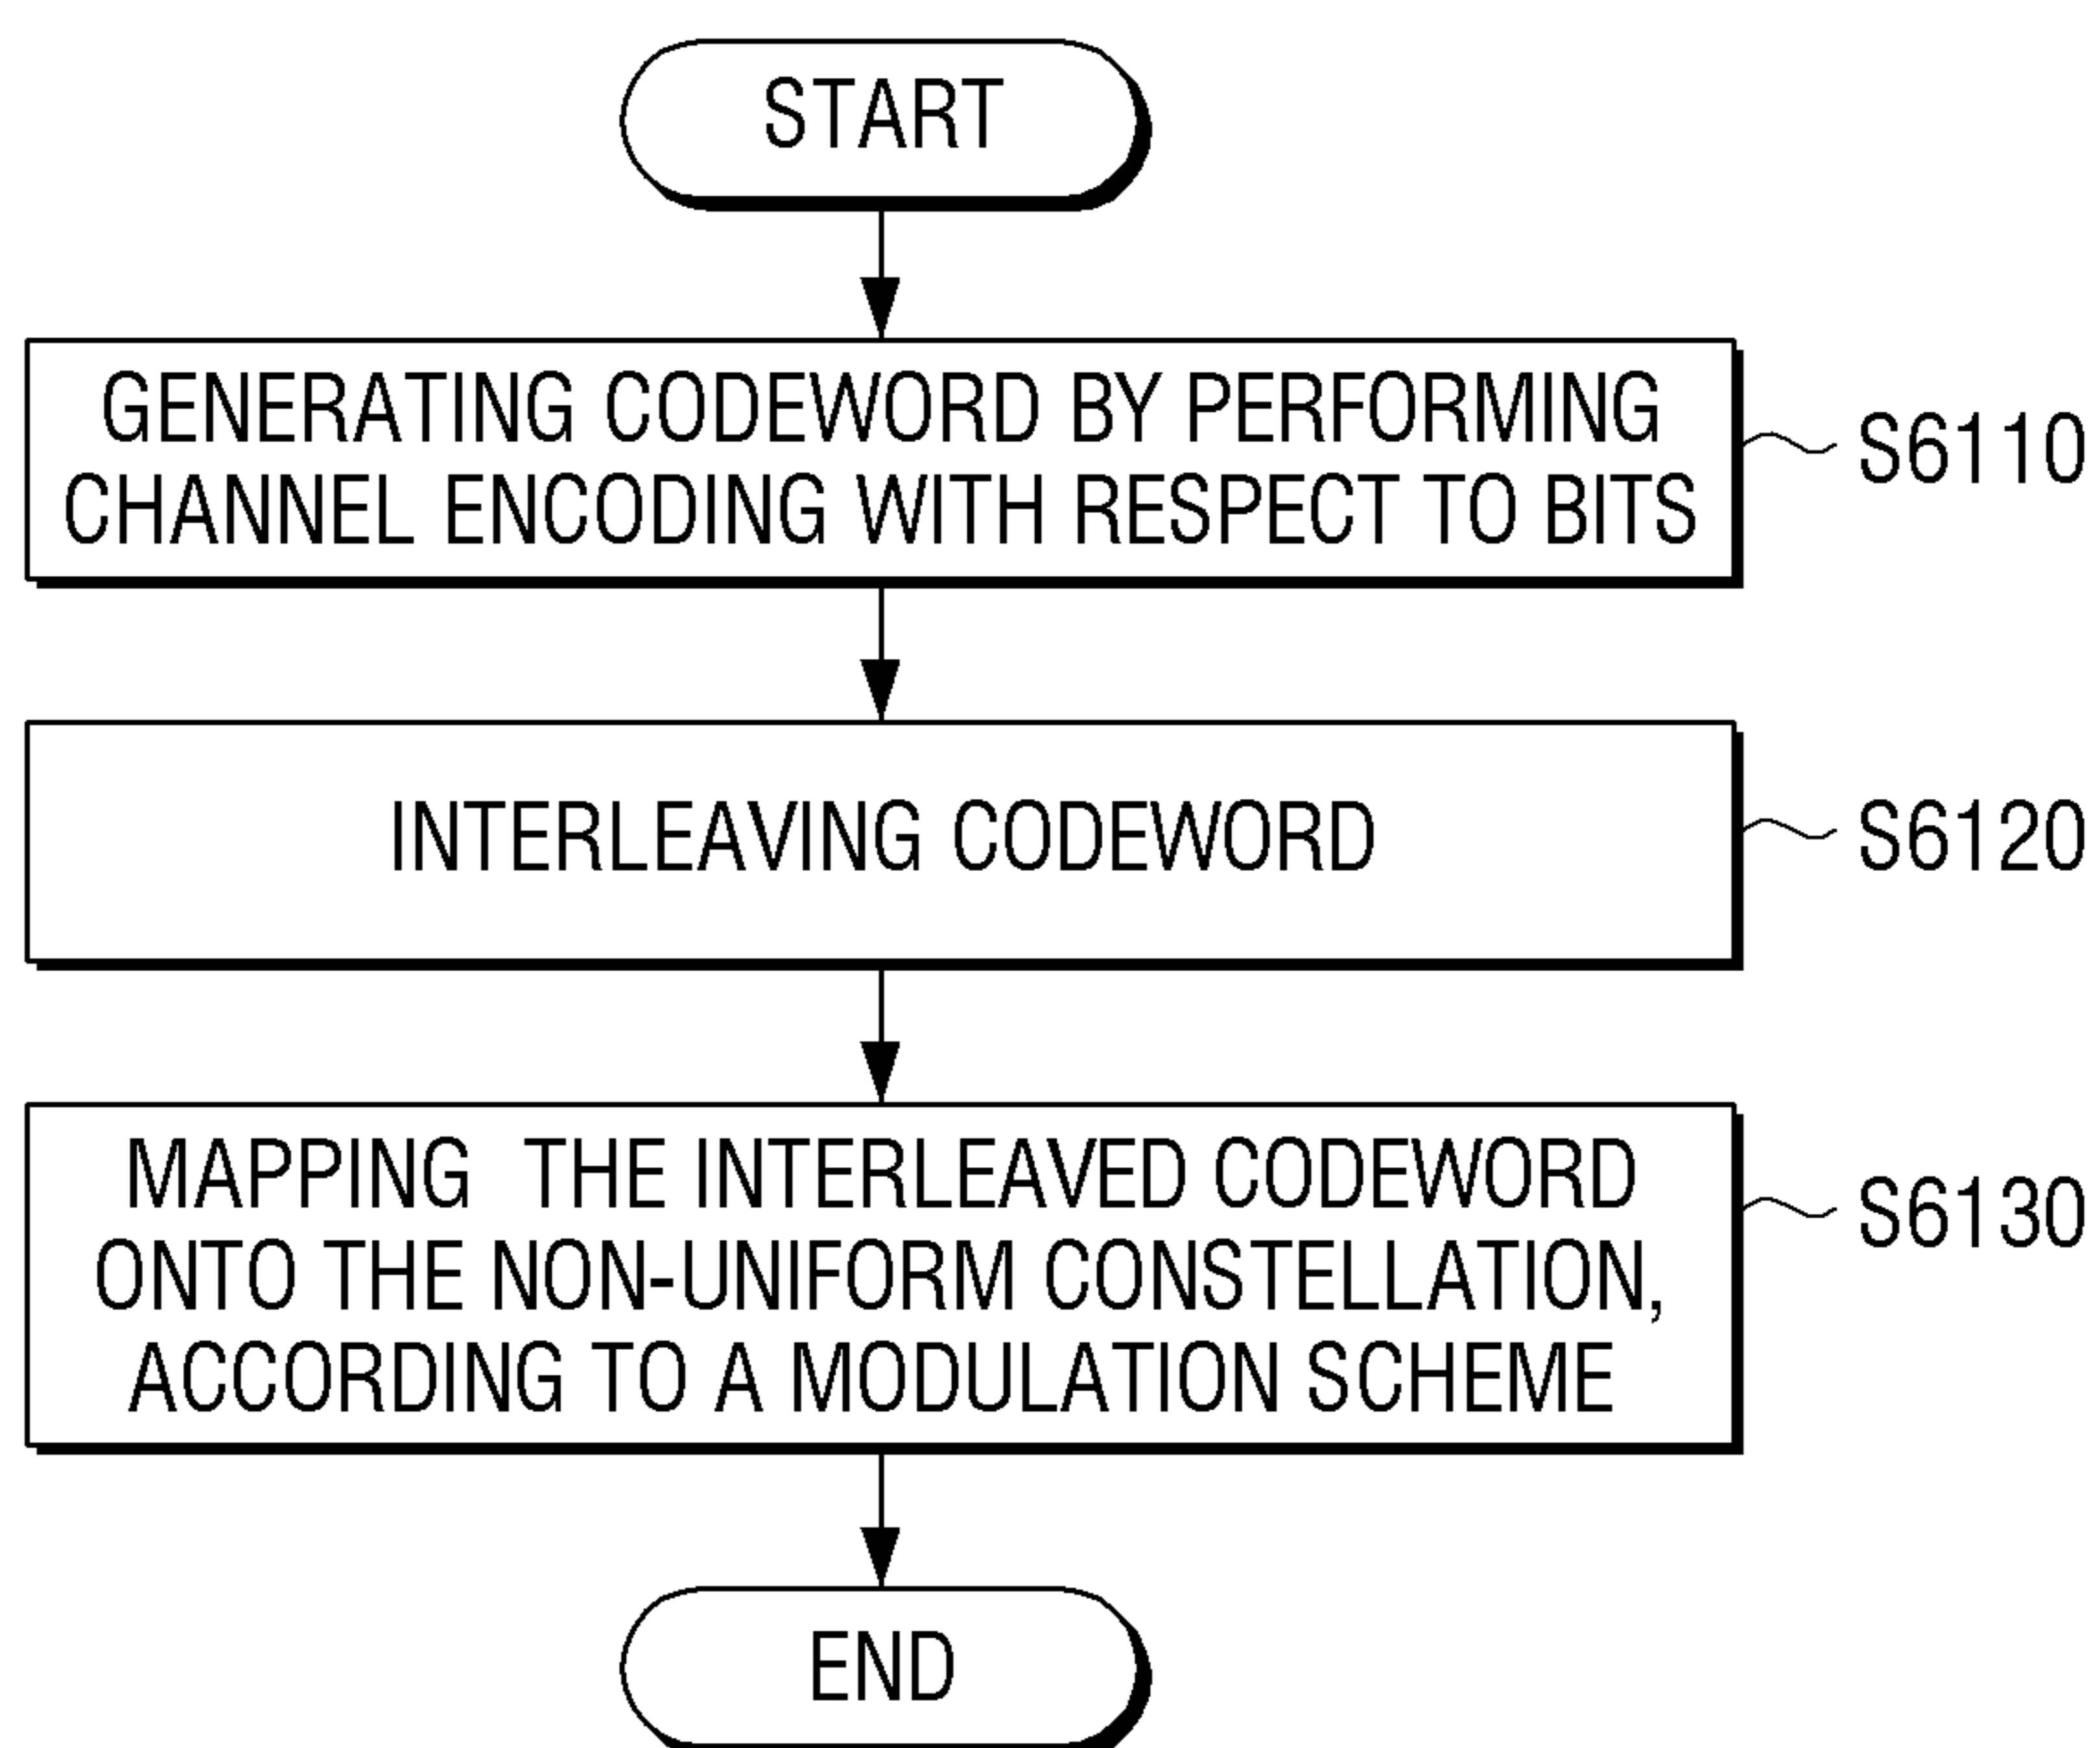 START
GENERATING CODEWORD BY PERFORMING
CHANNEL ENCODING WITH RESPECT TO BITS
S6110
INTERLEAVING CODEWORD
S6120
MAPPING THE INTERLEAVED CODEWORD
ONTO THE NON-UNIFORM CONSTELLATION,
ACCORDING TO A MODULATION SCHEME
S6130
END